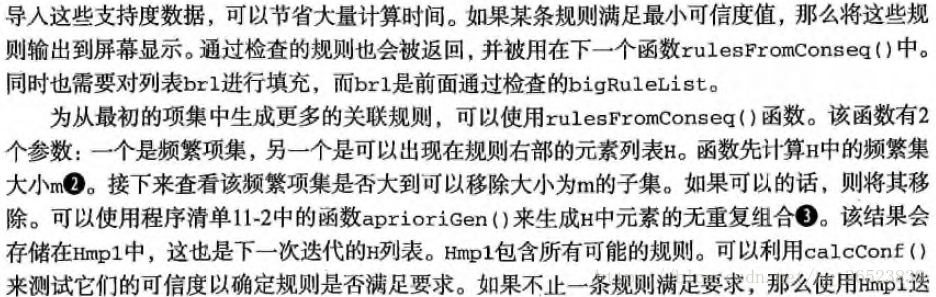 导入这些支持度数据，可以节省大量计算时间。如果某条规则满足最小可信度值，那么将这些规
则输出到屏幕显示。通过检查的规则也会被返回，并被用在下一个函数rulesFromConseq()中。
同时也需要对列表brl进行填充，而brl是前面通过检查的bigRuleList。
为从最初的项集中生成更多的关联规则，可以使用rulesFromConseq()函数。该函数有2
个参数：一个是频繁项集，另一个是可以出现在规则右部的元素列表H。函数先计算H中的频繁集
大小m❷。接下来查看该频繁项集是否大到可以移除大小为m的子集。如果可以的话，则将其移
除。可以使用程序清单11-2中的函数aprioriGen()来生成H中元素的无重复组合❸。该结果会
存储在Hmp1中，这也是下一次迭代的H列表。Hmp1包含所有可能的规则。可以利用calcConf()
来测试它们的可信度以确定规则是否满足要求。如果不止一条规则满足要求，那么使用Hmp1迭